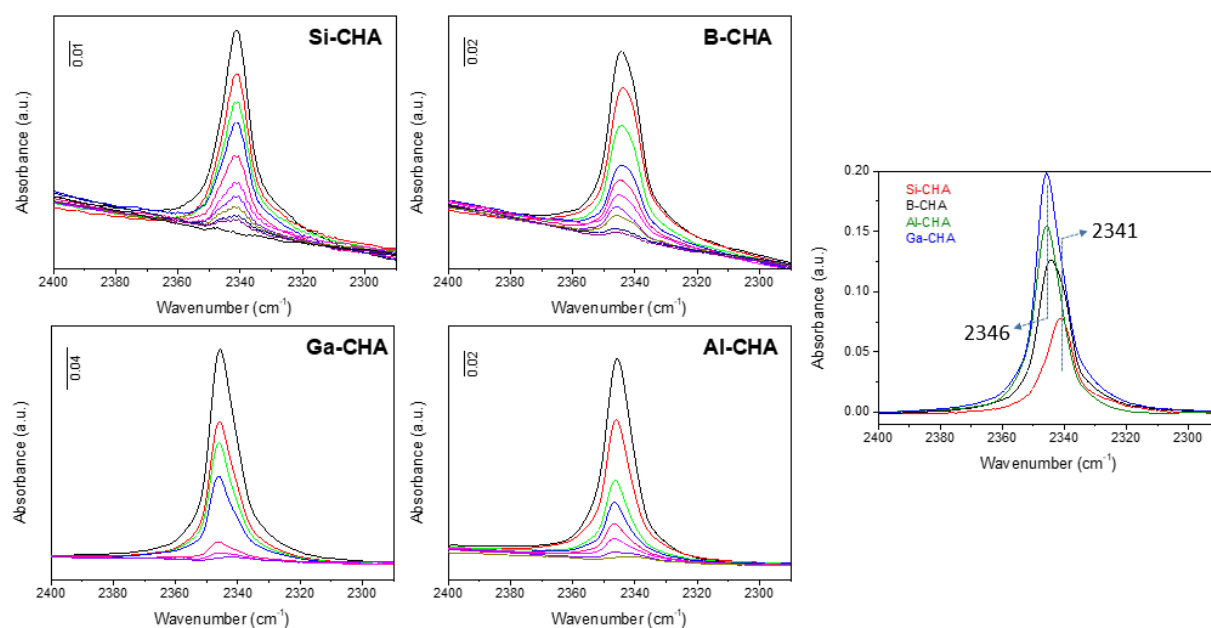 Si-CHA
0.01
Absorbance (a.u.)
2400 2380 2360 2340 2320 2300
Wavenumber (cm⁻¹)
B-CHA
0.02
Absorbance (a.u.)
2400 2380 2360 2340 2320 2300
Wavenumber (cm⁻¹)
Ga-CHA
0.04
Absorbance (a.u.)
2400 2380 2360 2340 2320 2300
Wavenumber (cm⁻¹)
Al-CHA
0.02
Absorbance (a.u.)
2400 2380 2360 2340 2320 2300
Wavenumber (cm⁻¹)
0.20
0.15
0.10
0.05
0.00
Absorbance (a.u.)
Si-CHA
B-CHA
Al-CHA
Ga-CHA
2341
2346
2400 2380 2360 2340 2320 2300
Wavenumber (cm⁻¹)